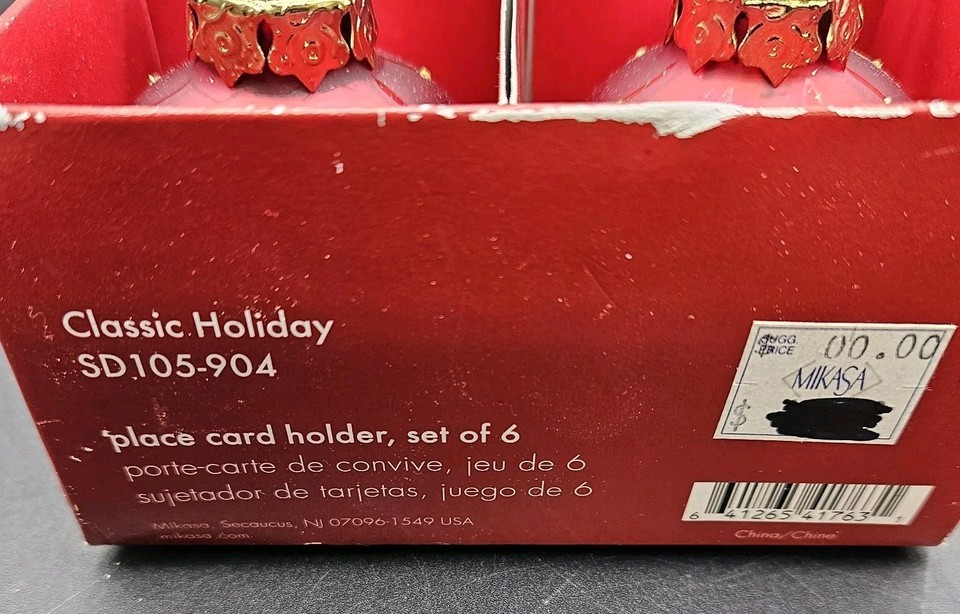 Classic Holiday
SD105-904
place card holder, set of 6
porte-carte de convive, jeu de 6
sujetador de tarjetas, juego de 6
Mikasa, Secaucus, NJ 07096-1549 USA
mikasa.com
SUGG.
PRICE
00.00
MIKASA
$
6 41265 41763 1
China/Chine